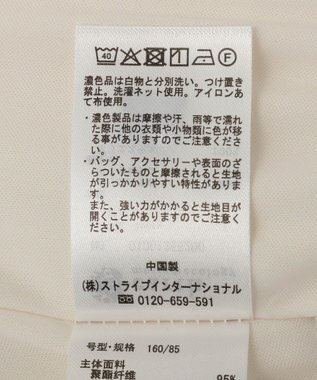 40
F
濃色品は白物と分別洗い。つけ置き
禁止。洗濯ネット使用。アイロンあ
て布使用。
・濃色製品は摩擦や汗、雨等で濡れ
た際に他の衣類や小物類に色が移
る事がありますのでご注意くださ
い。
・バッグ、アクセサリーや表面のざ
らついたものと摩擦されると生地
が引っかかりやすい特性がありま
す。
また、強い力がかかると生地目が
開くことがありますのでご注意く
ださい。
中国製
(株)ストライプインターナショナル
0120-659-591
号型·规格 160/85
主体面料
聚酯纤维 95%